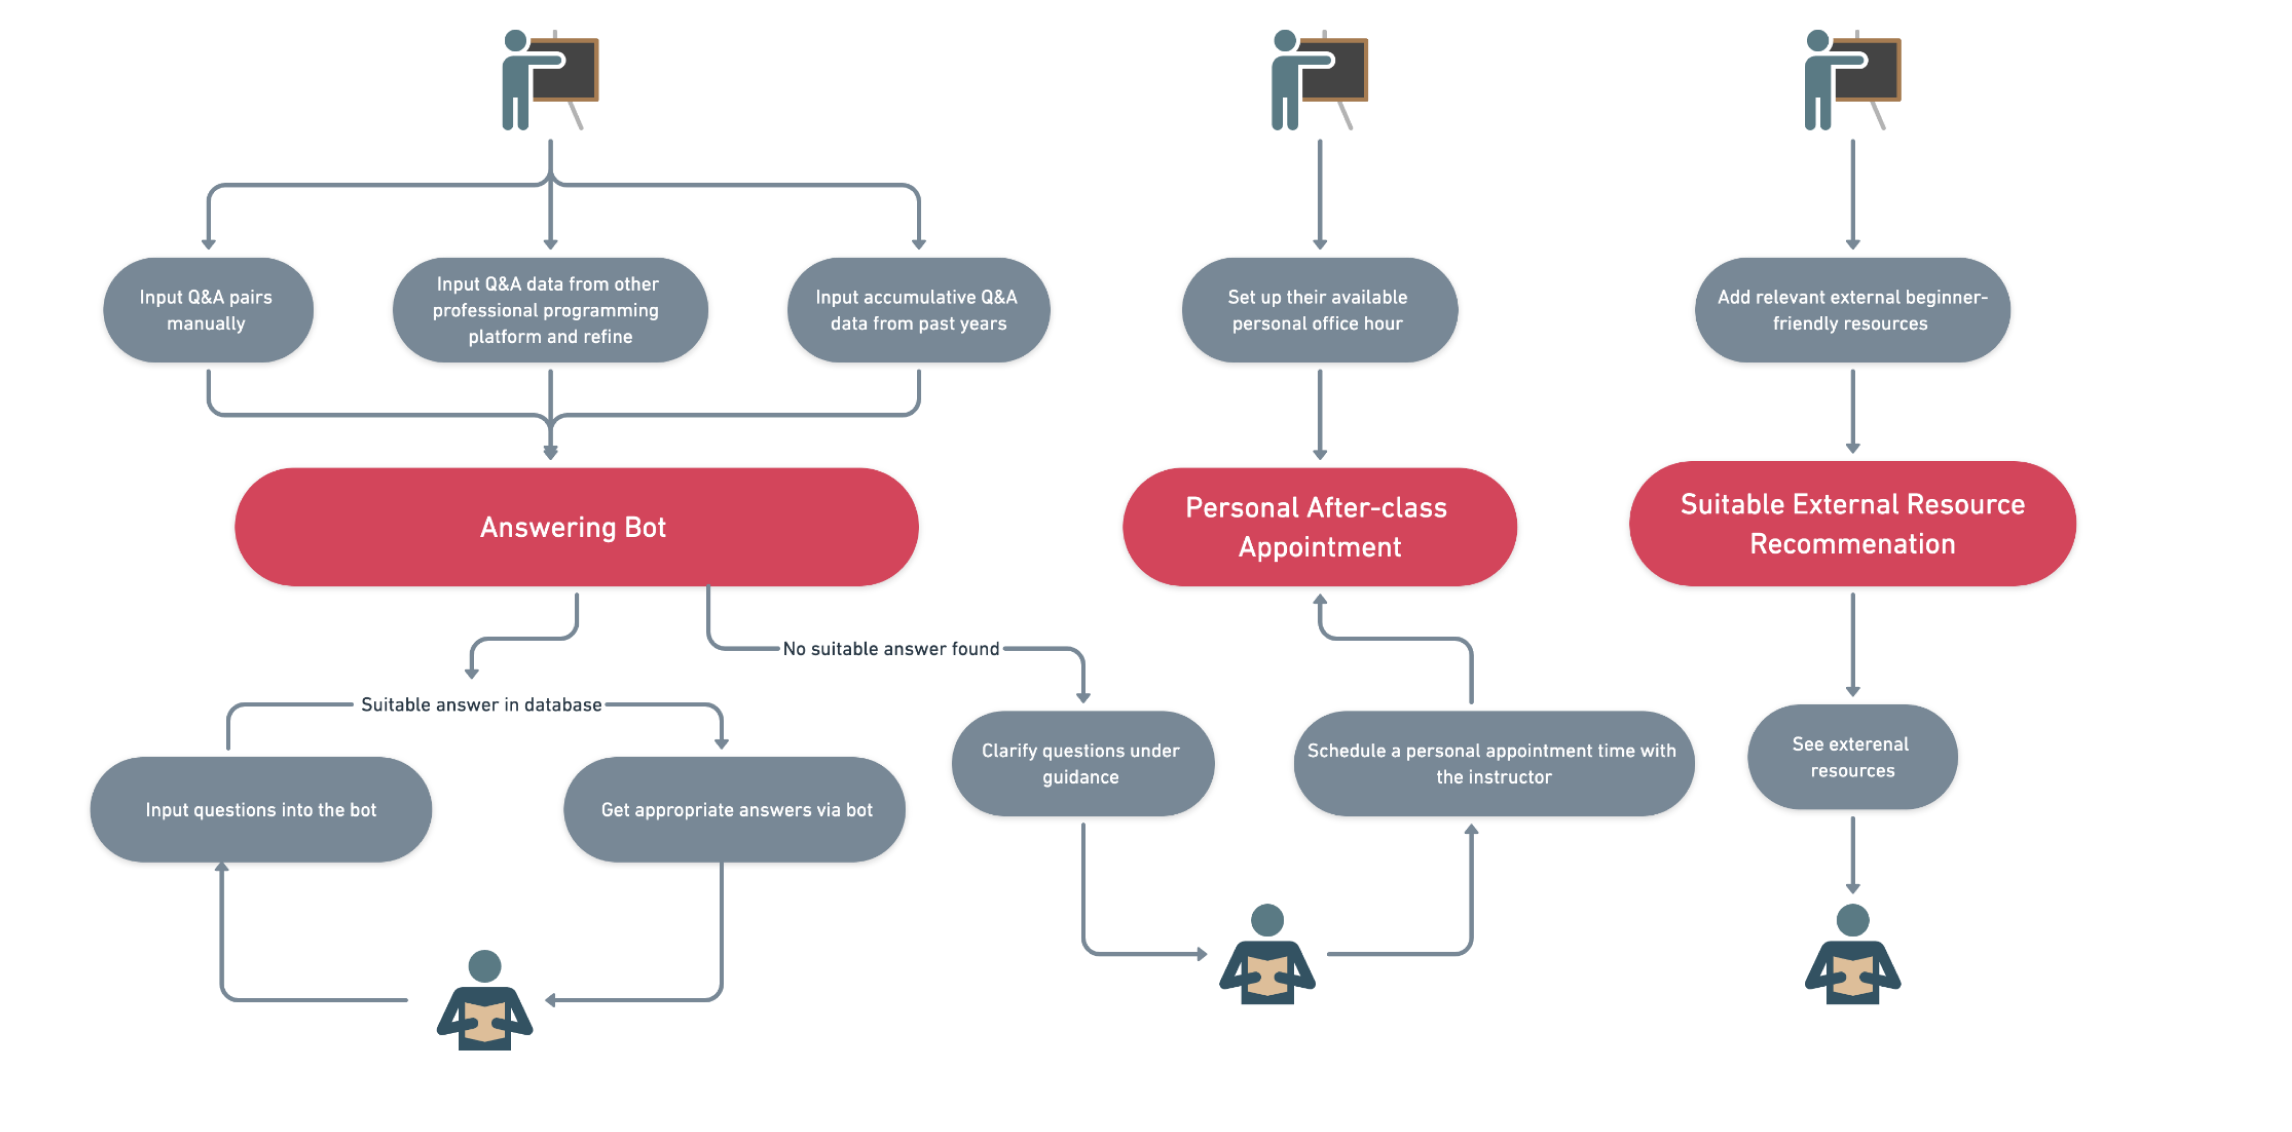 Input Q&A pairs
manually
Input Q&A data from other
professional programming
platform and refine
Input accumulative Q&A
data from past years
Set up their available
personal office hour
Add relevant external beginner-
friendly resources
Answering Bot
Personal After-class
Appointment
Suitable External Resource
Recommenation
No suitable answer found
Suitable answer in database
Input questions into the bot
Get appropriate answers via bot
Clarify questions under
guidance
Schedule a personal appointment time with
the instructor
See exterenal
resources